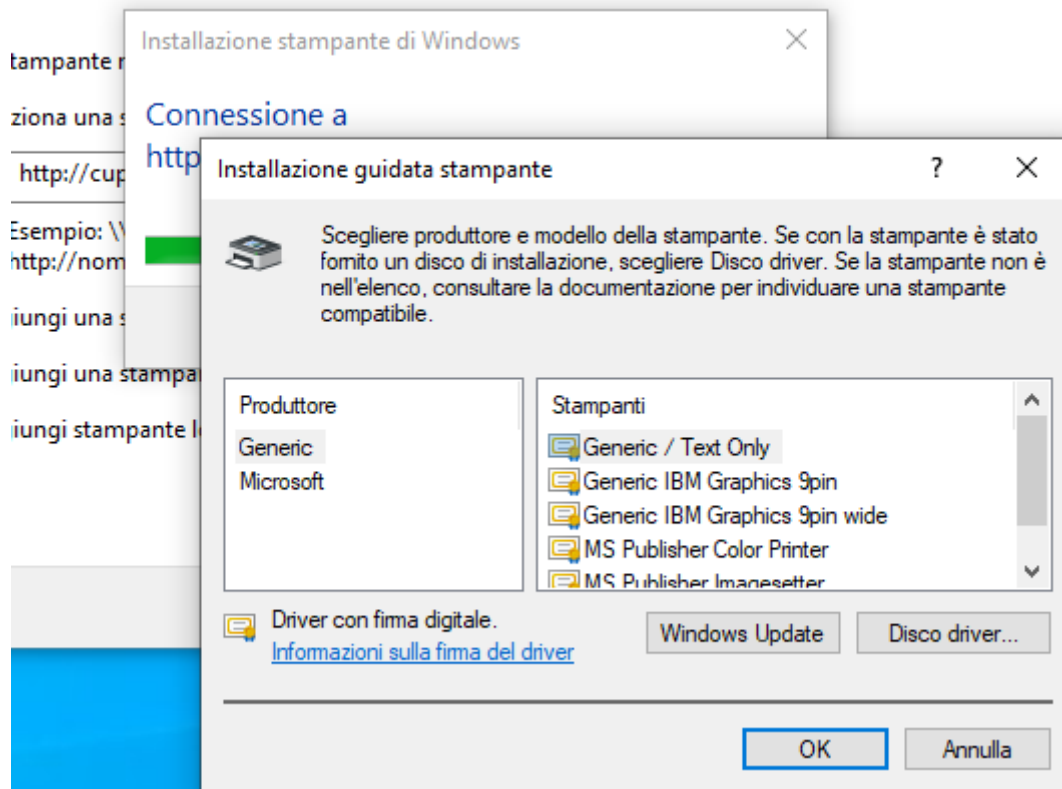 Installazione stampante di Windows
tampante r
ziona una s
Connessione a
http
http://cup
Esempio: \\
http://nom
iungi una s
iungi una stampa
iungi stampante l
Installazione guidata stampante
?
Scegliere produttore e modello della stampante. Se con la stampante è stato
fornito un disco di installazione, scegliere Disco driver. Se la stampante non è
nell'elenco, consultare la documentazione per individuare una stampante
compatibile.
Produttore
Generic
Microsoft
Stampanti
Generic / Text Only
Generic IBM Graphics 9pin
Generic IBM Graphics 9pin wide
MS Publisher Color Printer
MS Publisher Imagesetter
Driver con firma digitale.
Informazioni sulla firma del driver
Windows Update
Disco driver...
OK
Annulla